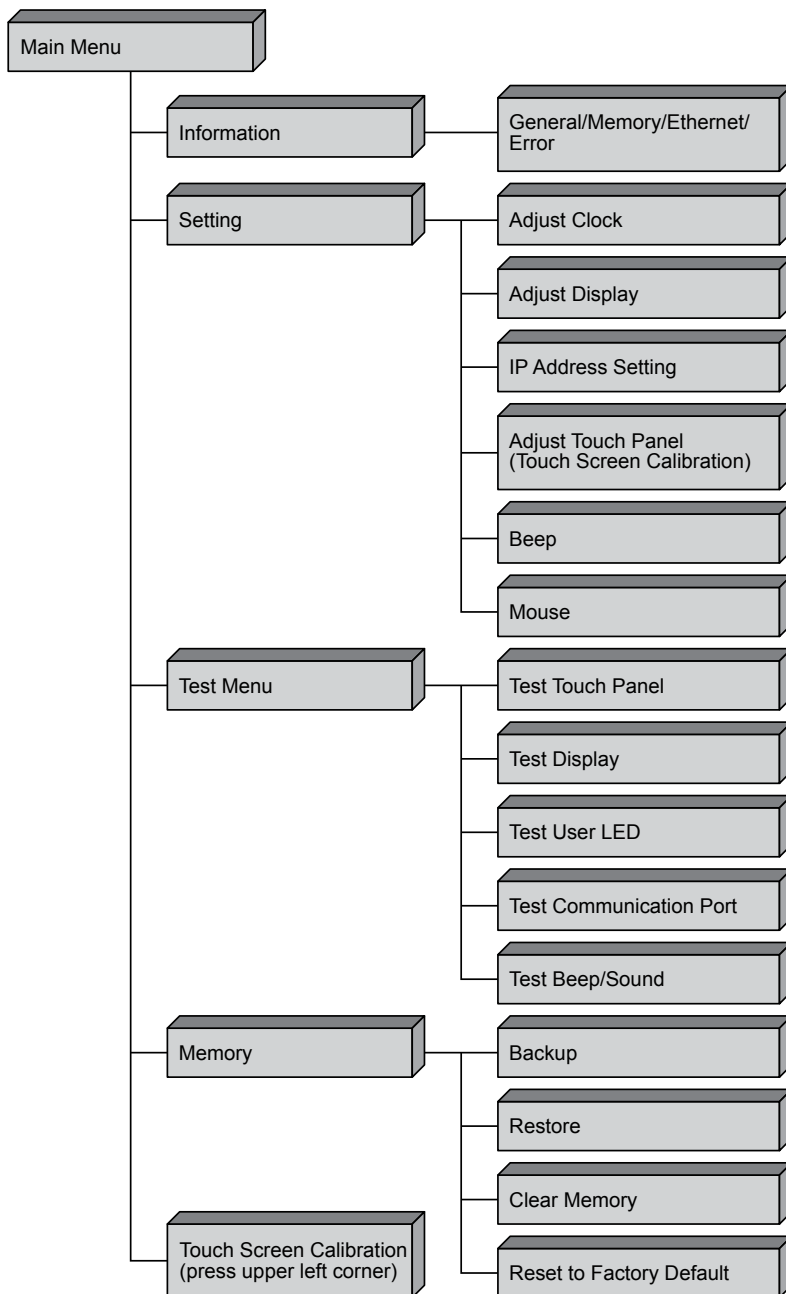 Main Menu
Information
General/Memory/Ethernet/
Error
Setting
Adjust Clock
Adjust Display
IP Address Setting
Adjust Touch Panel
(Touch Screen Calibration)
Beep
Mouse
Test Menu
Test Touch Panel
Test Display
Test User LED
Test Communication Port
Test Beep/Sound
Memory
Backup
Restore
Clear Memory
Reset to Factory Default
Touch Screen Calibration
(press upper left corner)